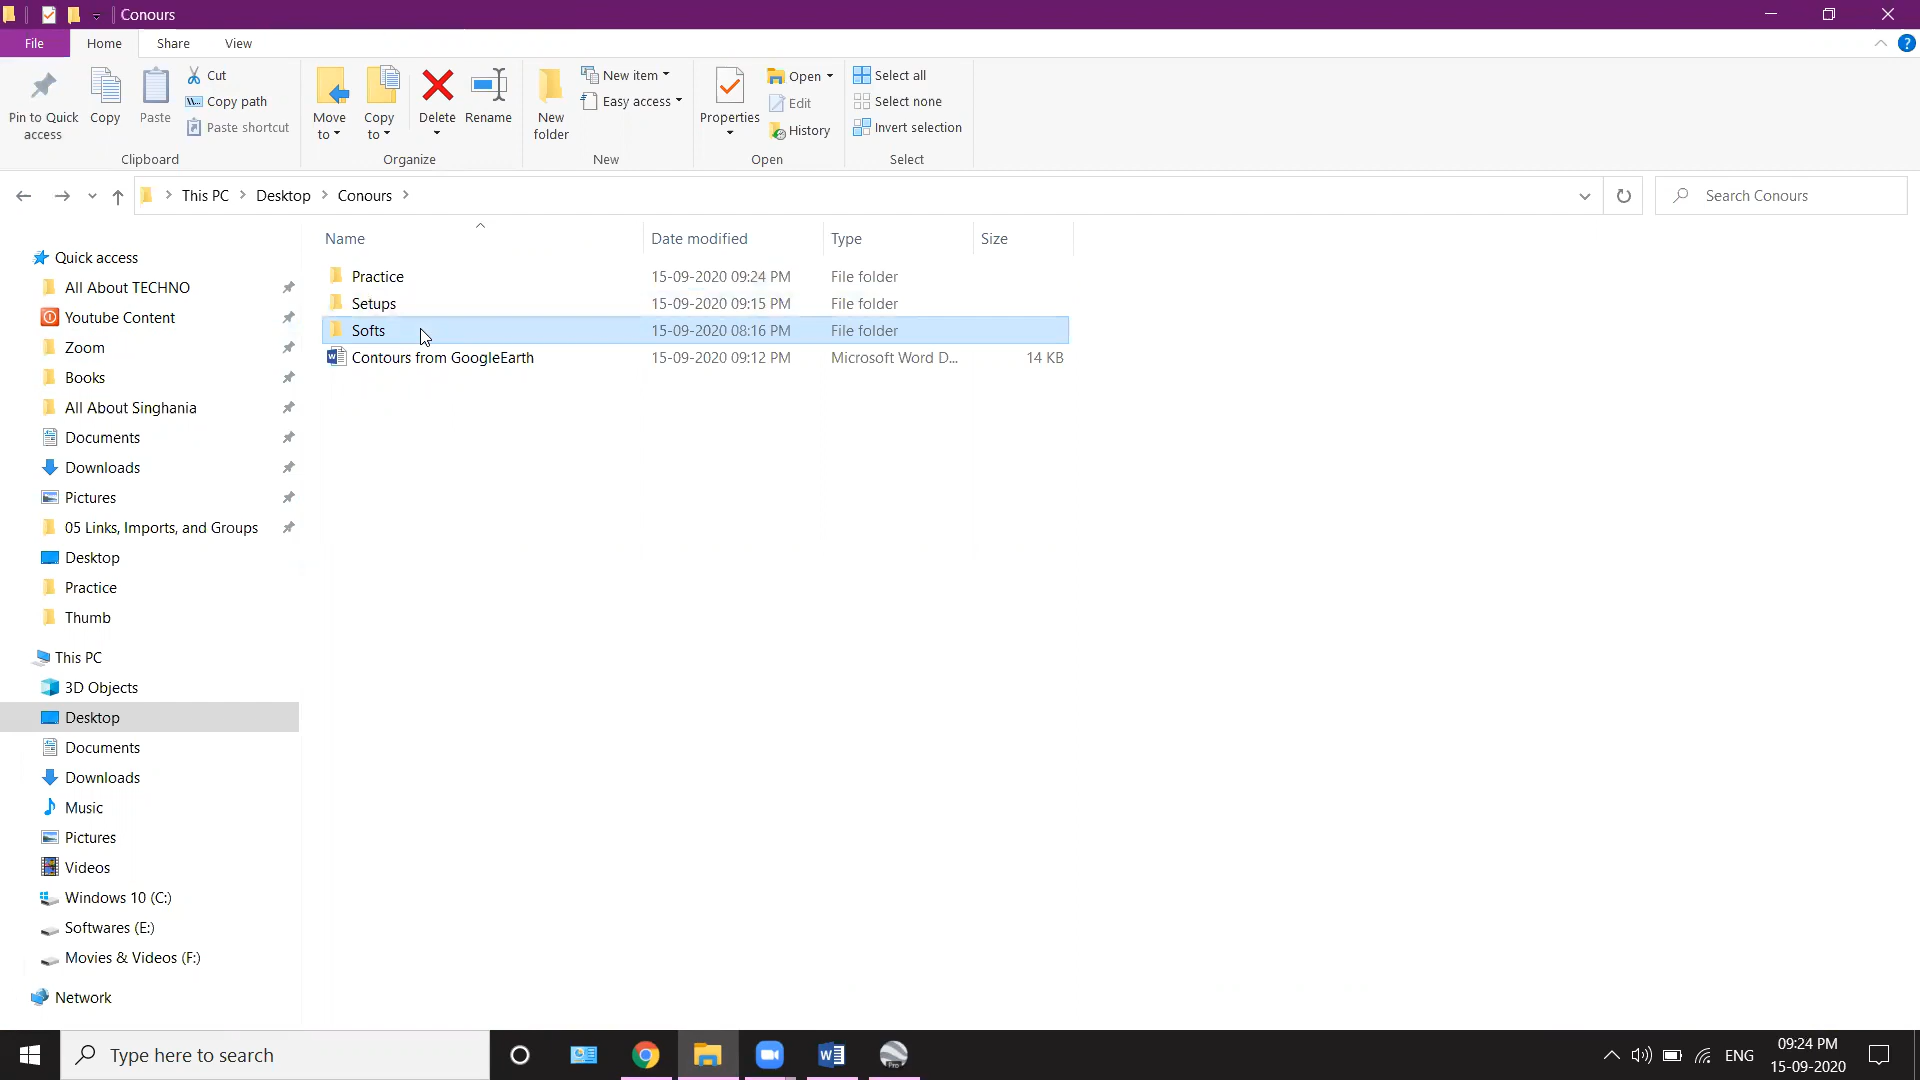 Conours
File Home Share View
Pin to Quick access
Copy
Paste
Cut
Copy path
Paste shortcut
Clipboard
Move to
Copy to
Delete
Rename
Organize
New folder
New item
Easy access
New
Properties
Open
Edit
History
Open
Select all
Select none
Invert selection
Select
This PC Desktop Conours
Search Conours
Name Date modified Type Size
Practice 15-09-2020 09:24 PM File folder
Setups 15-09-2020 09:15 PM File folder
Softs 15-09-2020 08:16 PM File folder
Contours from GoogleEarth 15-09-2020 09:12 PM Microsoft Word D... 14 KB
Quick access
All About TECHNO
Youtube Content
Zoom
Books
All About Singhania
Documents
Downloads
Pictures
05 Links, Imports, and Groups
Desktop
Practice
Thumb
This PC
3D Objects
Desktop
Documents
Downloads
Music
Pictures
Videos
Windows 10 (C:)
Softwares (E:)
Movies & Videos (F:)
Network
Type here to search
ENG
09:24 PM
15-09-2020